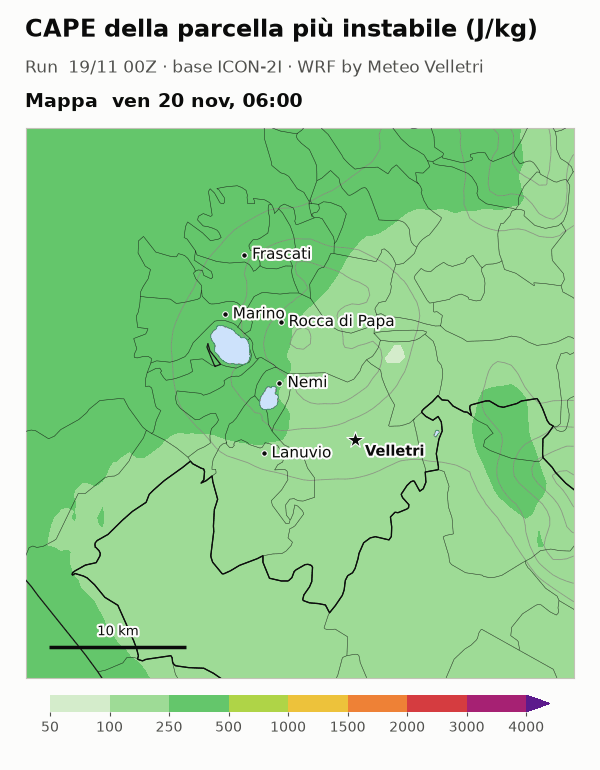 CAPE della parcella più instabile (J/kg)
Run  19/11 00Z · base ICON-2I · WRF by Meteo Velletri
Mappa  ven 20 nov, 06:00
Frascati
Marino
Rocca di Papa
Nemi
Velletri
Lanuvio
10 km
50 100 250 500 1000 1500 2000 3000 4000